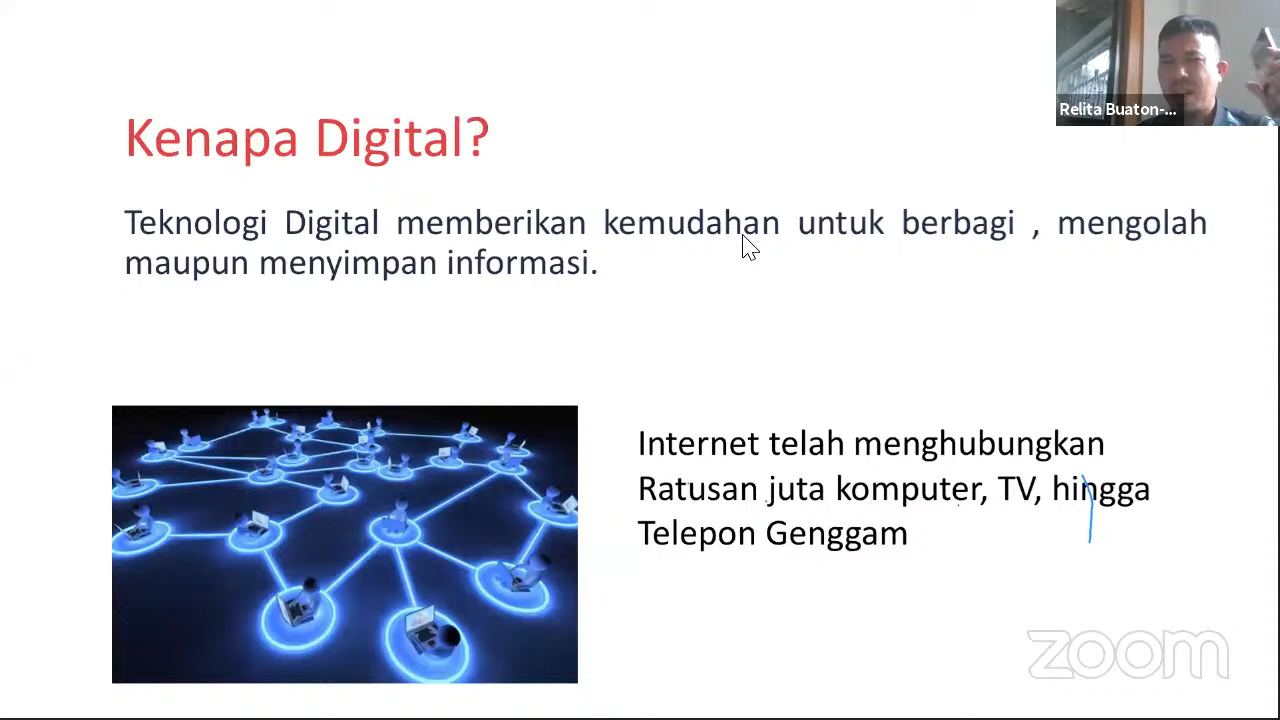 Relita Buaton-...
Kenapa Digital?
Teknologi Digital memberikan kemudahan untuk berbagi , mengolah
maupun menyimpan informasi.
Internet telah menghubungkan
Ratusan juta komputer, TV, hingga
Telepon Genggam
zoom